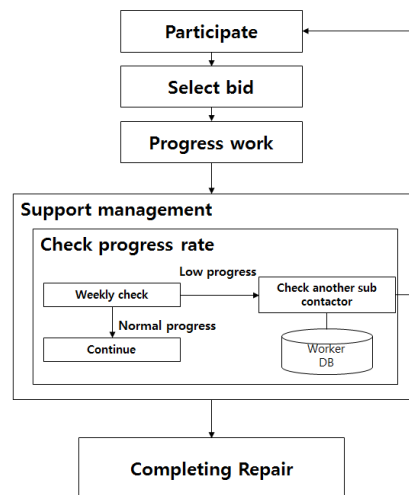 Participate
Select bid
Progress work
Support management
Check progress rate
Low progress
Weekly check
Check another sub
contactor
Normal progress
Continue
Worker
DB
Completing Repair